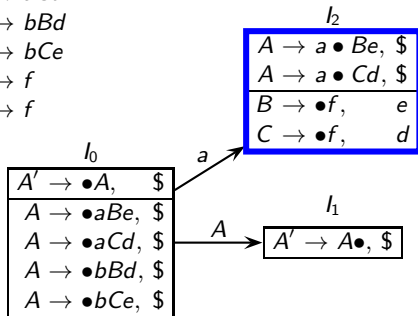 → bBd
→ bCe
→ f
→ f
I₂
A → a • Be, $
A → a • Cd, $
B → •f, e
C → •f, d
I₀
a
A′ → •A, $
A → •aBe, $
A → •aCd, $
A → •bBd, $
A → •bCe, $
A
I₁
A′ → A•, $